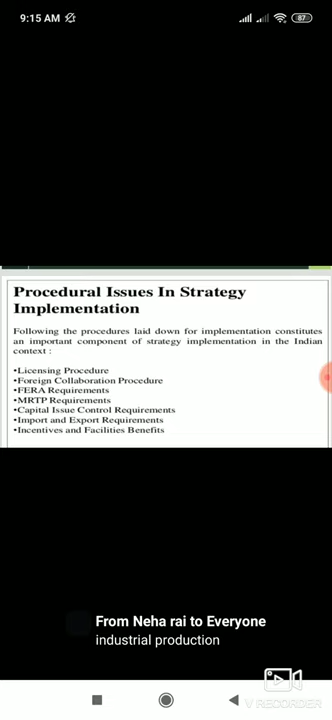 9:15 AM
87
Procedural Issues In Strategy
Implementation
Following the procedures laid down for implementation constitutes
an important component of strategy implementation in the Indian
context :
•Licensing Procedure
•Foreign Collaboration Procedure
•FERA Requirements
•MRTP Requirements
•Capital Issue Control Requirements
•Import and Export Requirements
•Incentives and Facilities Benefits
From Neha rai to Everyone
industrial production
V RECORDER